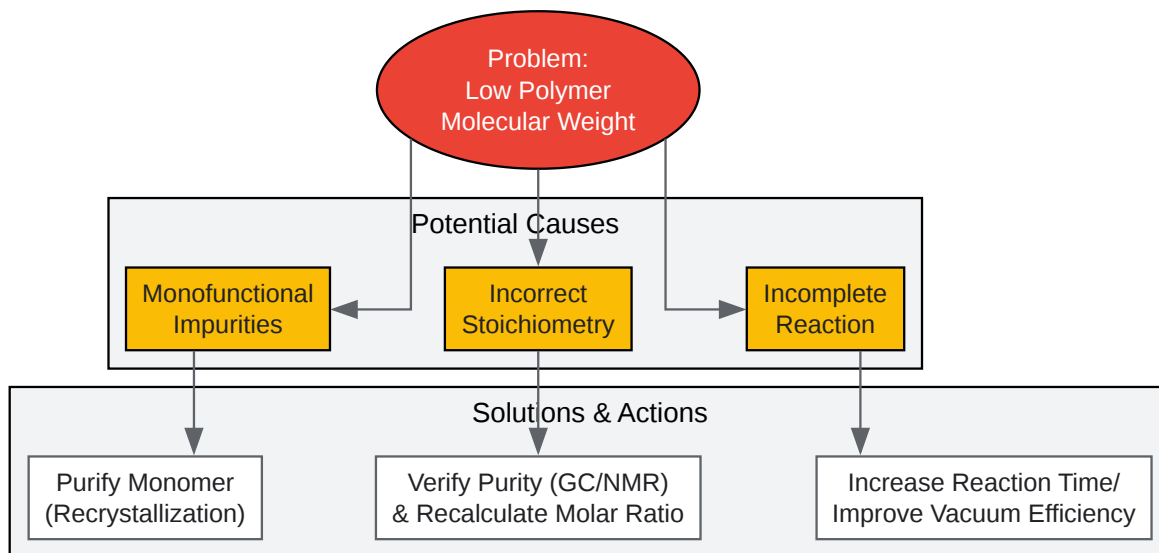 Problem:
Low Polymer
Molecular Weight
Potential Causes
Monofunctional
Impurities
Incorrect
Stoichiometry
Incomplete
Reaction
Solutions & Actions
Purify Monomer
(Recrystallization)
Verify Purity (GC/NMR)
& Recalculate Molar Ratio
Increase Reaction Time/
Improve Vacuum Efficiency